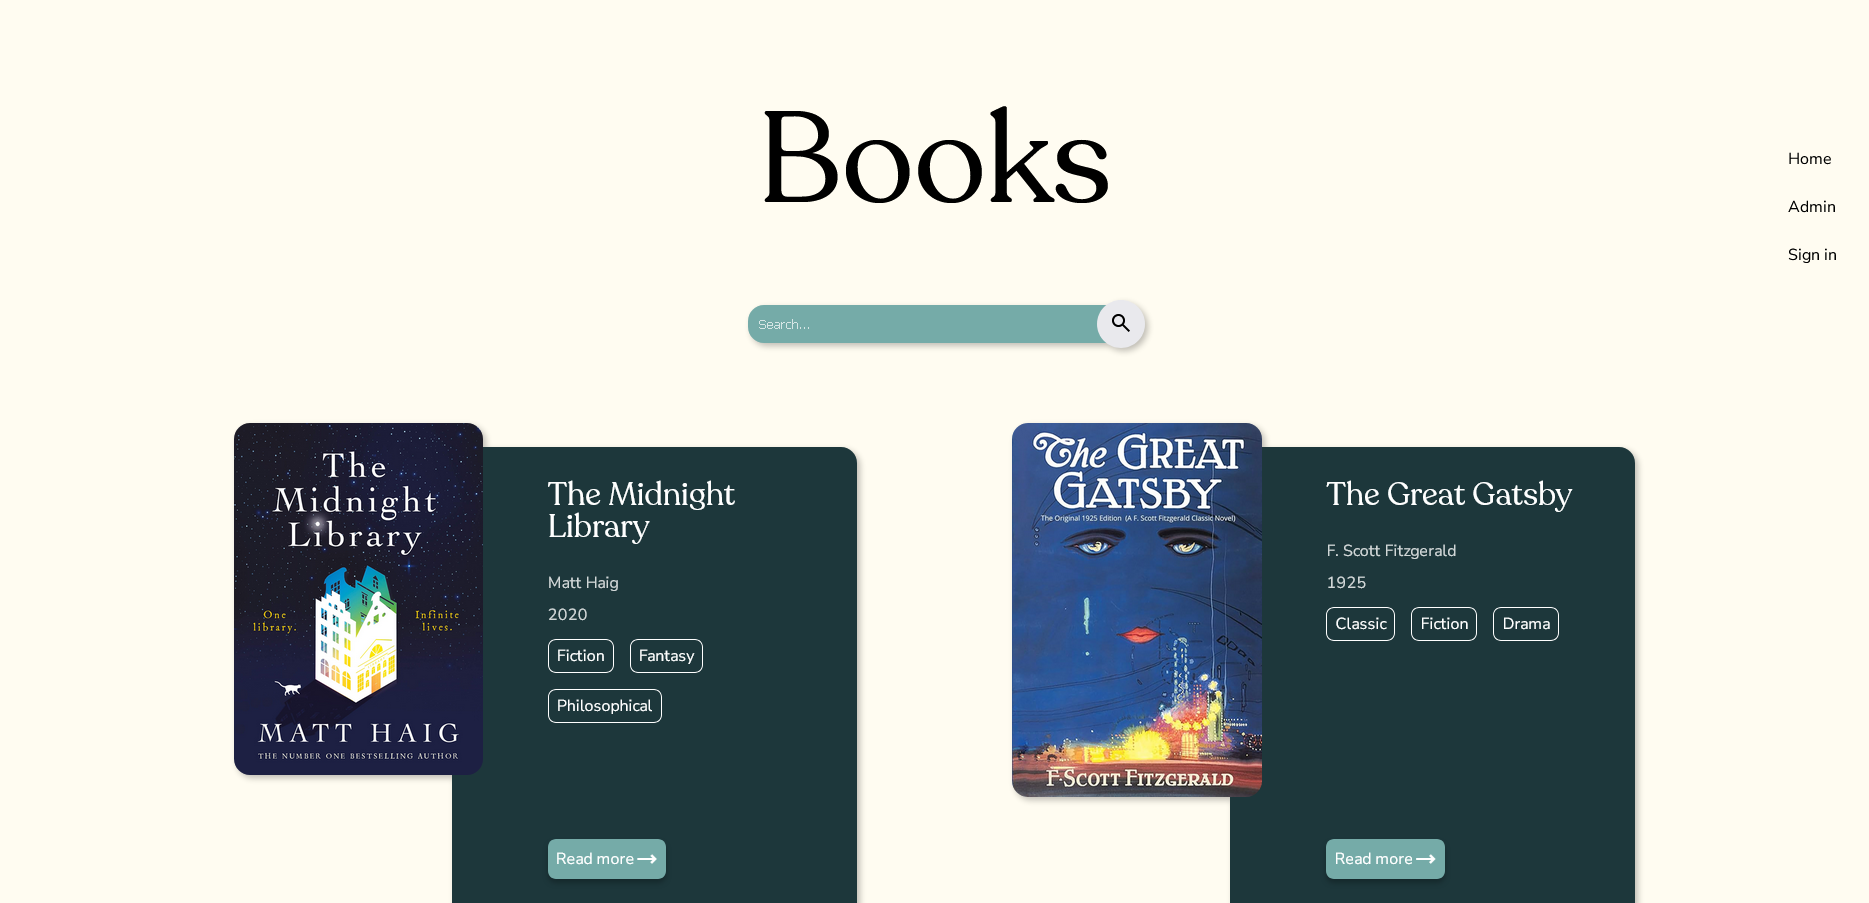 Books
Home
Admin
Sign in
Search...
The
Midnight
Library
One
library.
Infinite
lives.
MATT HAIG
THE NUMBER ONE BESTSELLING AUTHOR
The Midnight
Library
Matt Haig
2020
Fiction Fantasy
Philosophical
Read more
The GREAT
GATSBY
The Original 1925 Edition (A F. Scott Fitzgerald Classic Novel)
F·SCOTT FITZGERALD
The Great Gatsby
F. Scott Fitzgerald
1925
Classic Fiction Drama
Read more